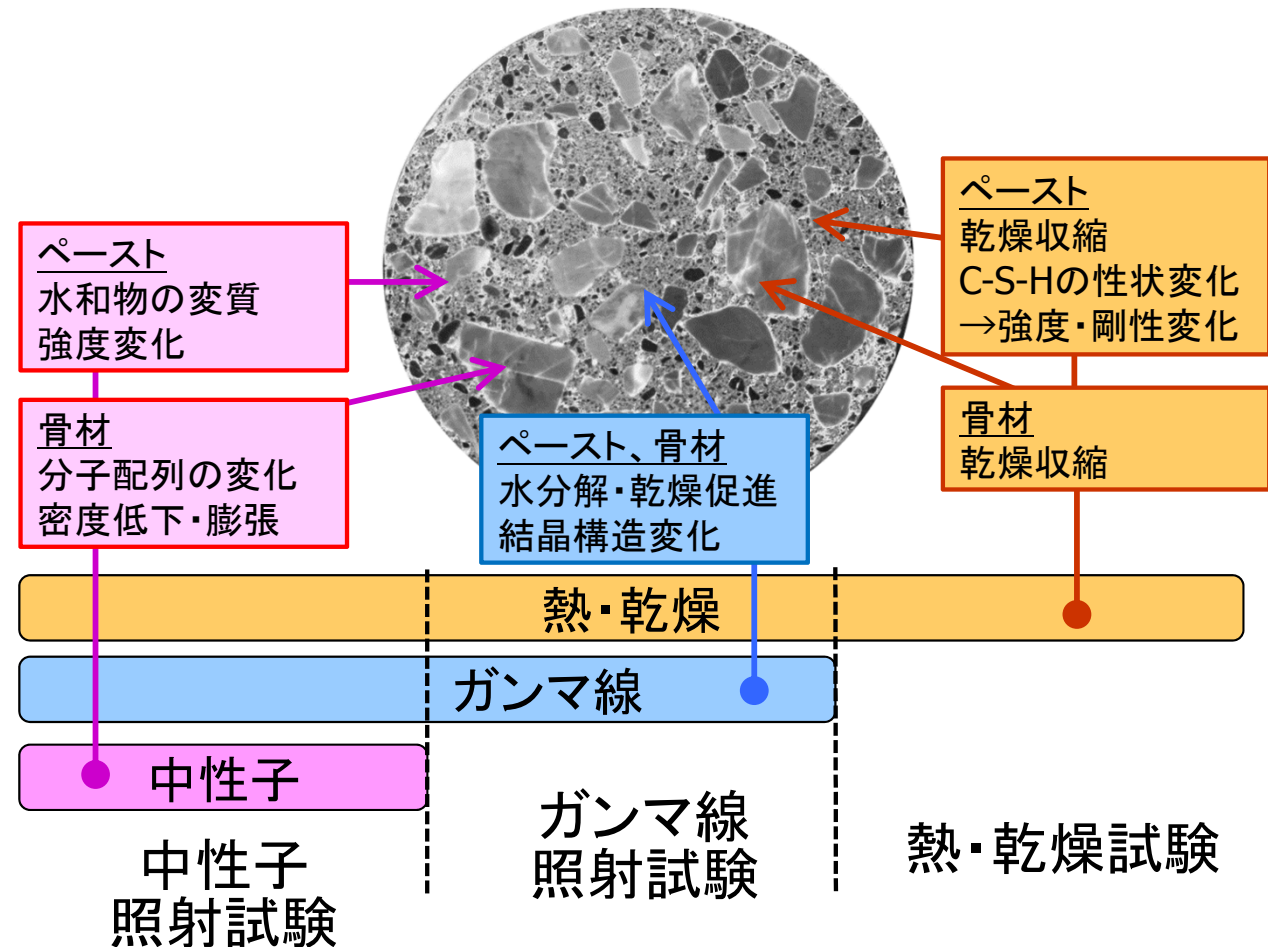 ペースト
水和物の変質
強度変化
骨材
分子配列の変化
密度低下・膨張
ペースト、骨材
水分解・乾燥促進
結晶構造変化
ペースト
乾燥収縮
C-S-Hの性状変化
→強度・剛性変化
骨材
乾燥収縮
熱・乾燥
ガンマ線
中性子
中性子
照射試験
ガンマ線
照射試験
熱・乾燥試験